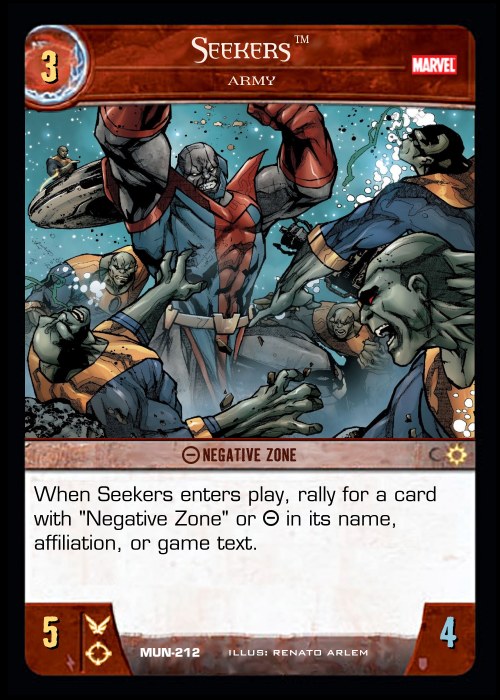 3
SEEKERS™
ARMY
MARVEL
⊖ NEGATIVE ZONE
C
When Seekers enters play, rally for a card
with "Negative Zone" or ⊖ in its name,
affiliation, or game text.
5
MUN-212
ILLUS: RENATO ARLEM
4